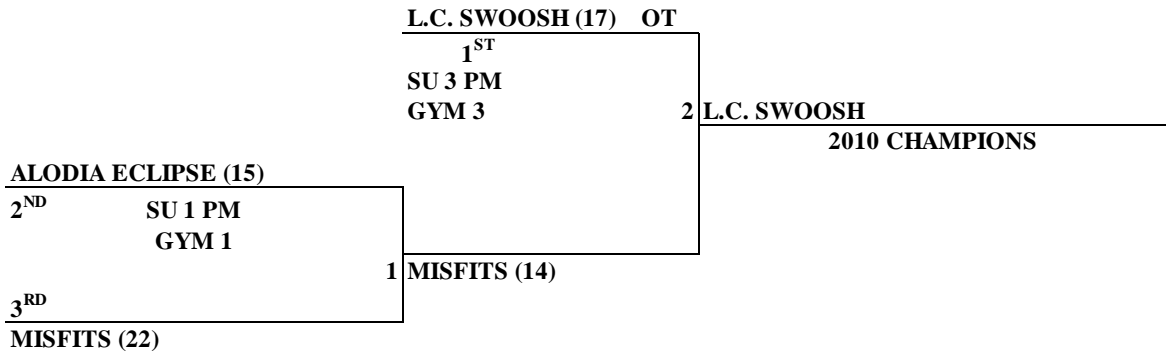 L.C. SWOOSH (17) OT
1ST
SU 3 PM
GYM 3
2 L.C. SWOOSH
2010 CHAMPIONS
ALODIA ECLIPSE (15)
2ND SU 1 PM
GYM 1
1 MISFITS (14)
3RD
MISFITS (22)